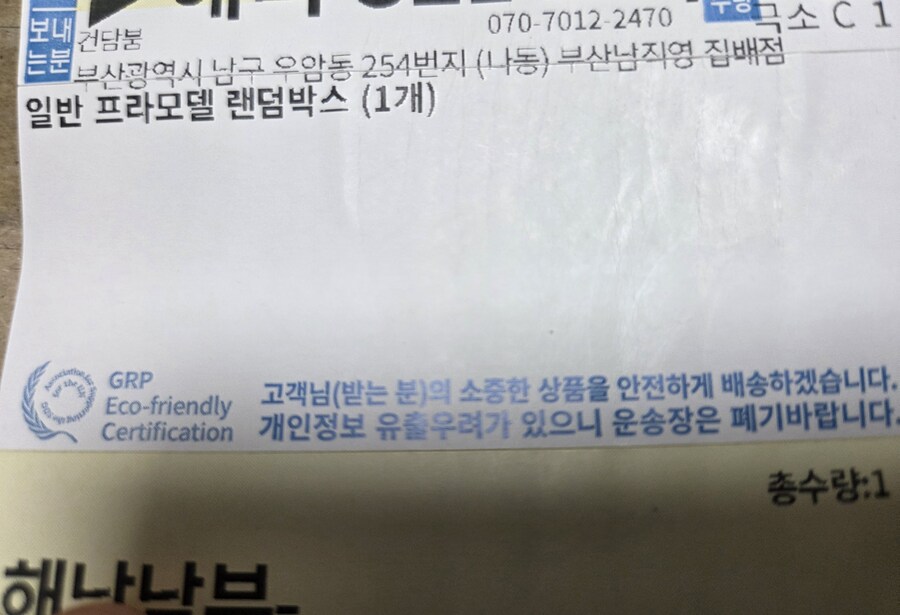 070-7012-2470
극소 C 1
보내는분
건담붐
부산광역시 남구 우암동 254번지 (나동) 부산남직영 집배점
일반 프라모델 랜덤박스 (1개)
GRP
Eco-friendly
Certification
고객님(받는 분)의 소중한 상품을 안전하게 배송하겠습니다.
개인정보 유출우려가 있으니 운송장은 폐기바랍니다.
총수량:1